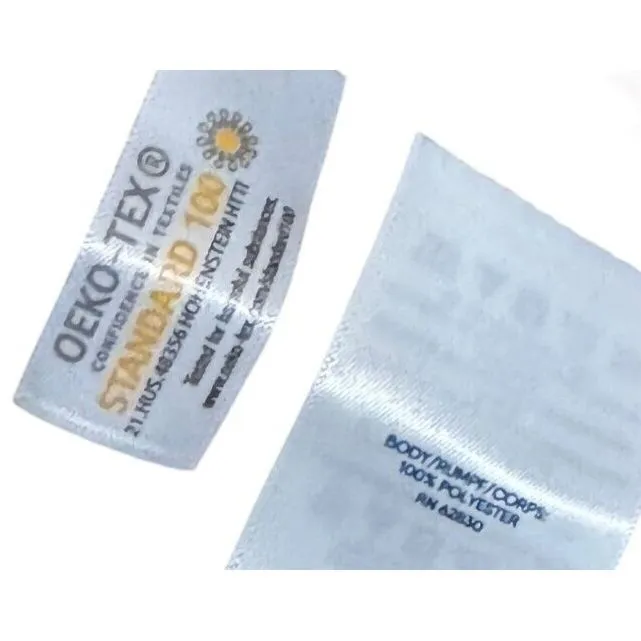 OEKO-TEX®
CONFIDENCE IN TEXTILES
STANDARD 100
21.HUS. HOHENSTEIN HTTI
Tested for harmful substances
BODY/RUMPF/CORPS:
100% POLYESTER
RN 62830